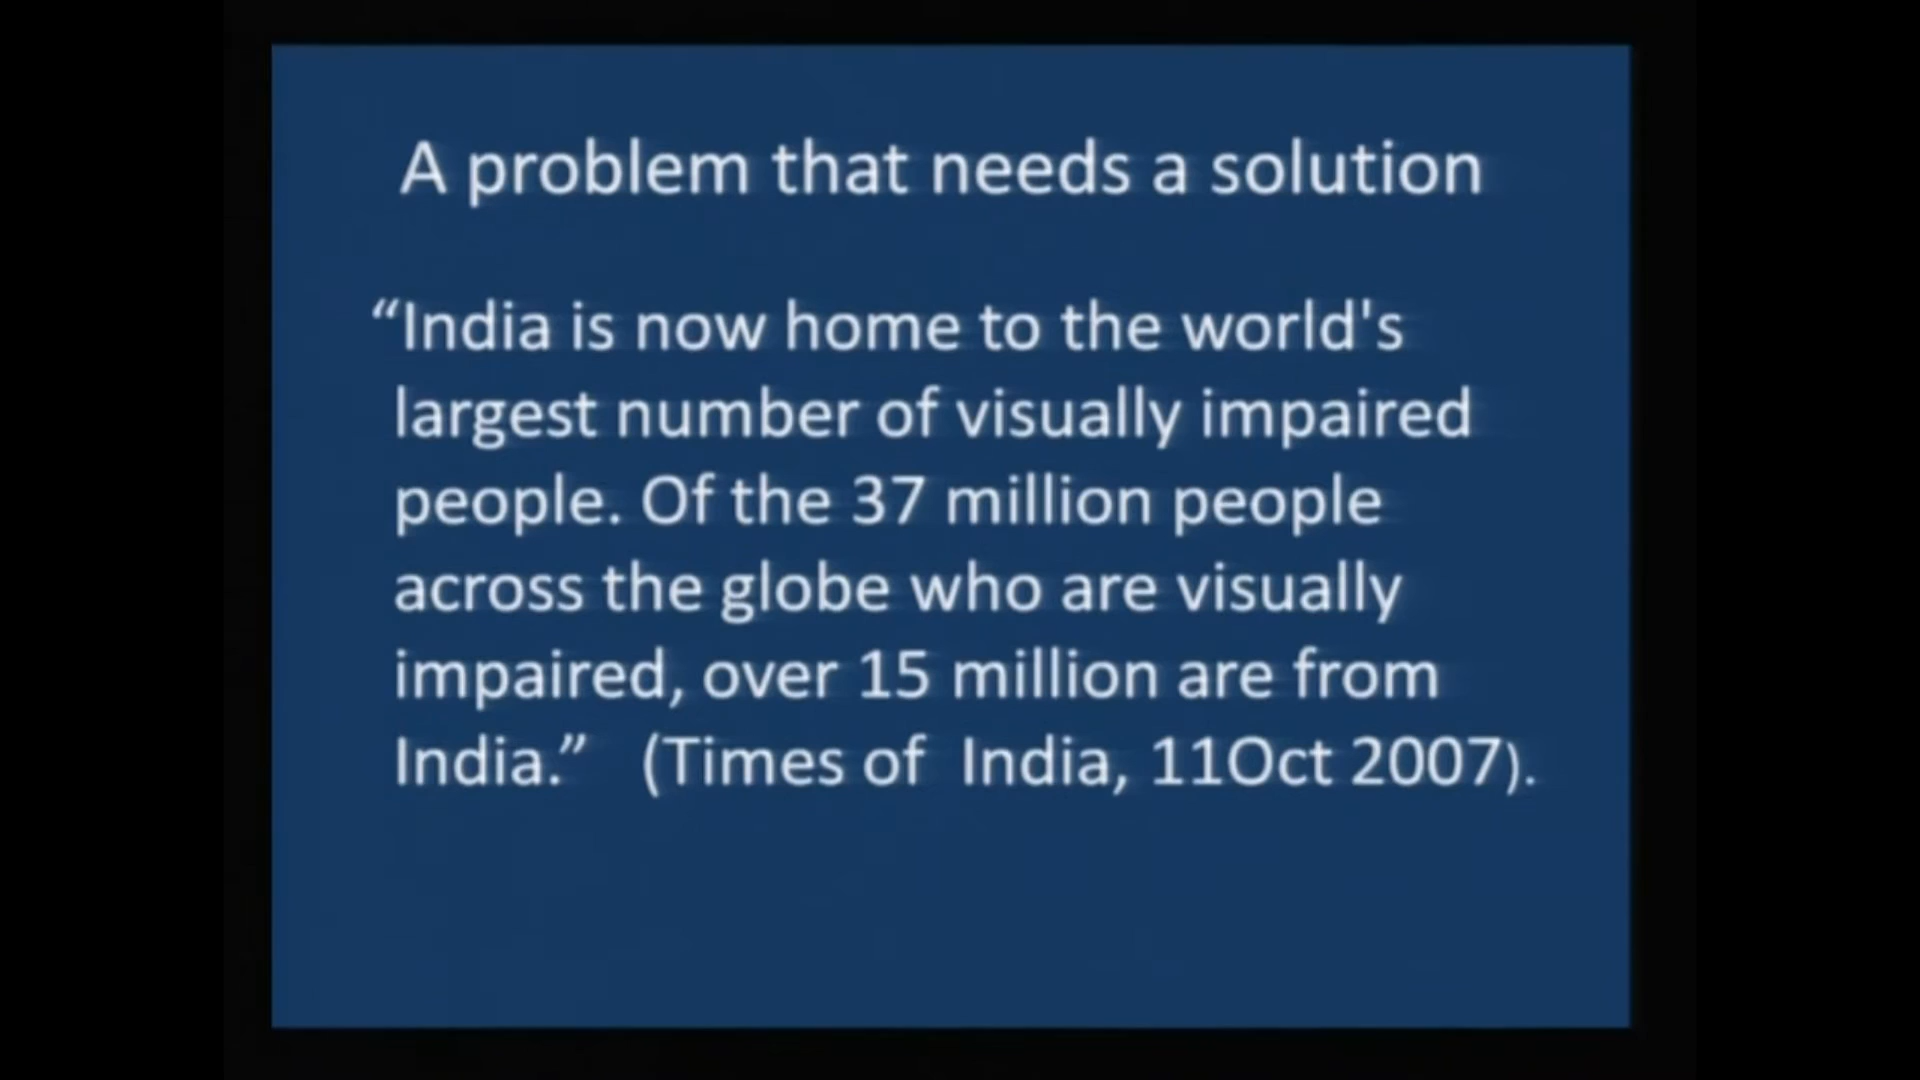 A problem that needs a solution
“India is now home to the world's
largest number of visually impaired
people. Of the 37 million people
across the globe who are visually
impaired, over 15 million are from
India.” (Times of India, 11Oct 2007).